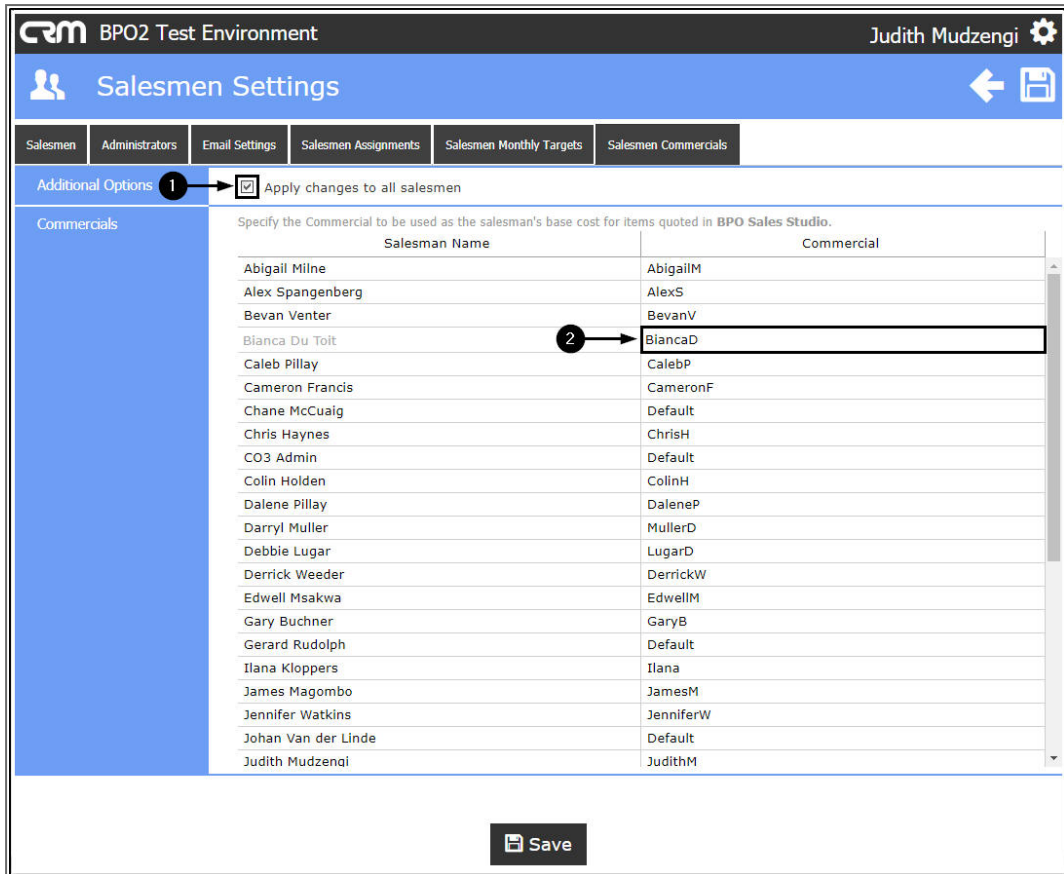 CRM BPO2 Test Environment Judith Mudzengi
Salesmen Settings
Salesmen Administrators Email Settings Salesmen Assignments Salesmen Monthly Targets Salesmen Commercials
Additional Options 1 Apply changes to all salesmen
Commercials Specify the Commercial to be used as the salesman's base cost for items quoted in BPO Sales Studio.
Salesman Name Commercial
Abigail Milne AbigailM
Alex Spangenberg AlexS
Bevan Venter BevanV
Bianca Du Toit 2 BiancaD
Caleb Pillay CalebP
Cameron Francis CameronF
Chane McCuaig Default
Chris Haynes ChrisH
CO3 Admin Default
Colin Holden ColinH
Dalene Pillay DaleneP
Darryl Muller MullerD
Debbie Lugar LugarD
Derrick Weeder DerrickW
Edwell Msakwa EdwellM
Gary Buchner GaryB
Gerard Rudolph Default
Ilana Kloppers Ilana
James Magombo JamesM
Jennifer Watkins JenniferW
Johan Van der Linde Default
Judith Mudzengi JudithM
Save